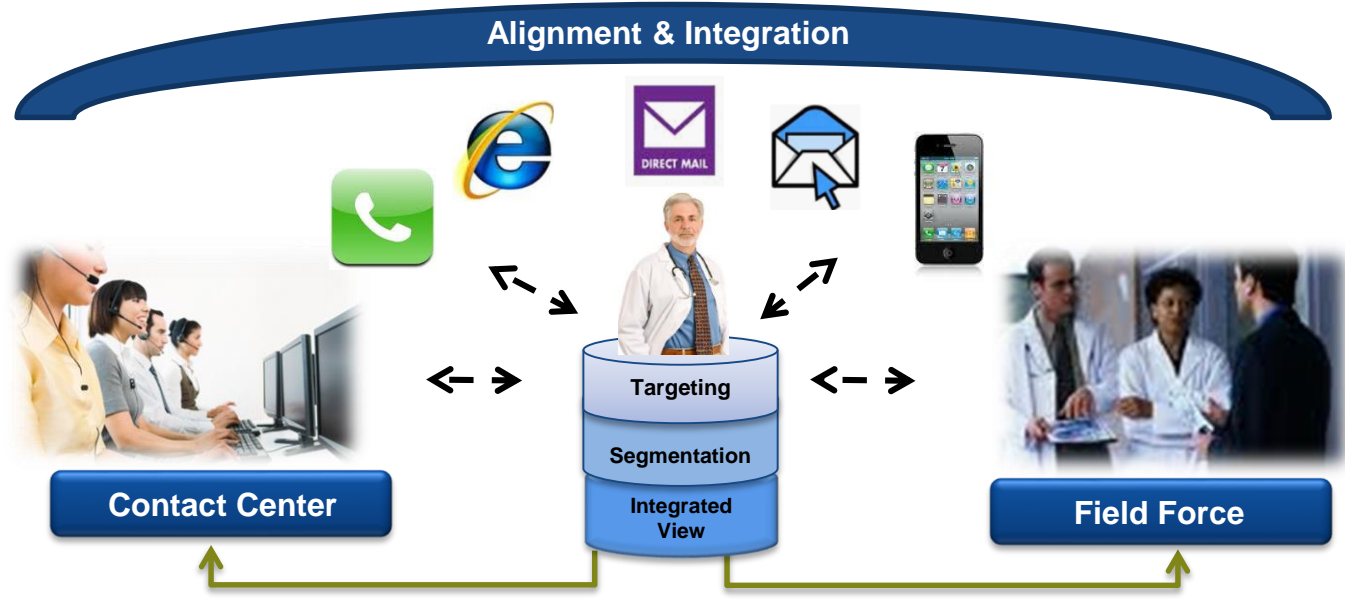 Alignment & Integration
DIRECT MAIL
Targeting
Segmentation
Integrated
View
Contact Center
Field Force